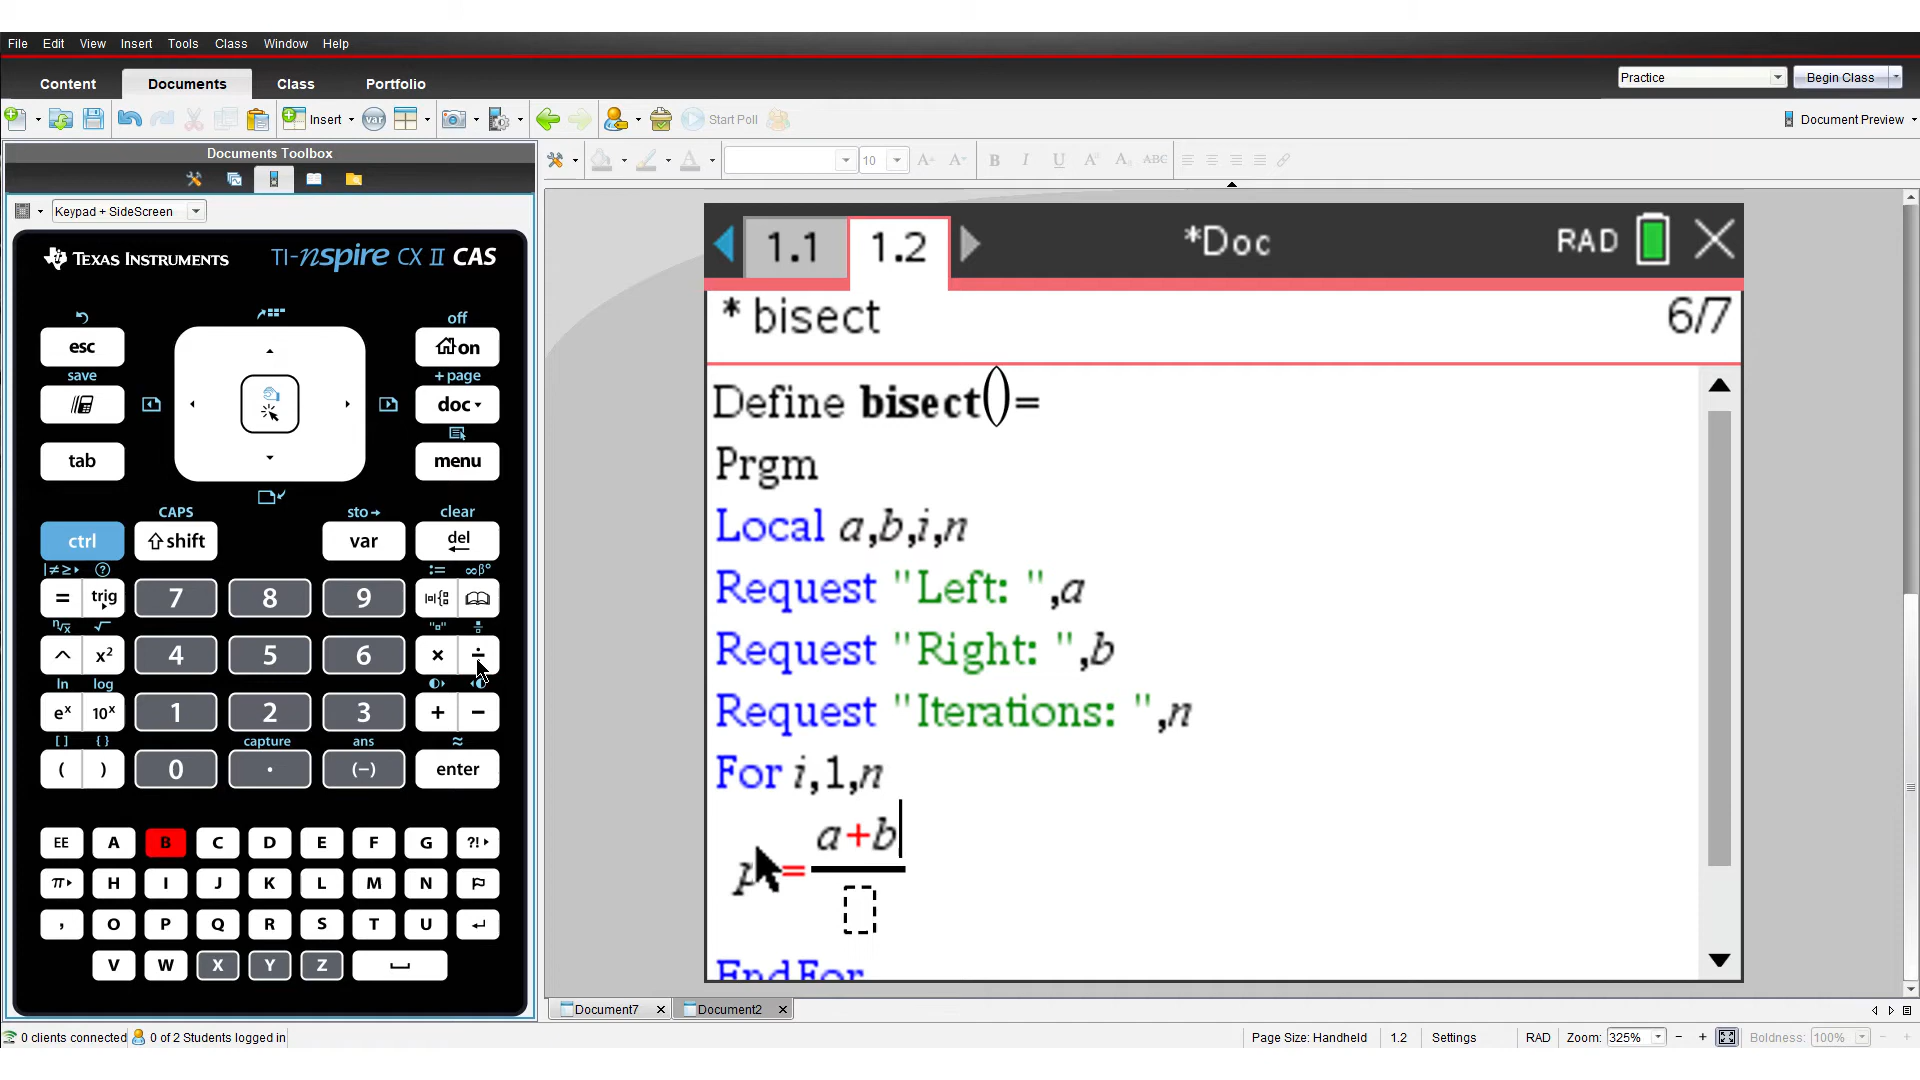 File Edit View Insert Tools Class Window Help
Content Documents Class Portfolio Practice Begin Class
Insert Start Poll Document Preview
Documents Toolbox 10 B I U A A ABC
Keypad + SideScreen
TEXAS INSTRUMENTS TI-nspire CX II CAS
1.1 1.2 *Doc RAD
* bisect 6/7
Define bisect()=
Prgm
Local a,b,i,n
Request "Left: ",a
Request "Right: ",b
Request "Iterations: ",n
For i,1,n
a+b
=
EndFor
off
esc on
save + page
doc
tab menu
CAPS sto→ clear
ctrl ⇧shift var del
|≠≥▸ ? := ∞β°
= trig 7 8 9
ⁿ√x √
^ x² 4 5 6 × ÷
ln log
eˣ 10ˣ 1 2 3 + −
[ ] { } capture ans ≈
( ) 0 . (−) enter
EE A B C D E F G ?!▸
π▸ H I J K L M N
, O P Q R S T U
V W X Y Z
Document7 Document2
0 clients connected 0 of 2 Students logged in Page Size: Handheld 1.2 Settings RAD Zoom: 325% − + Boldness: 100% − +